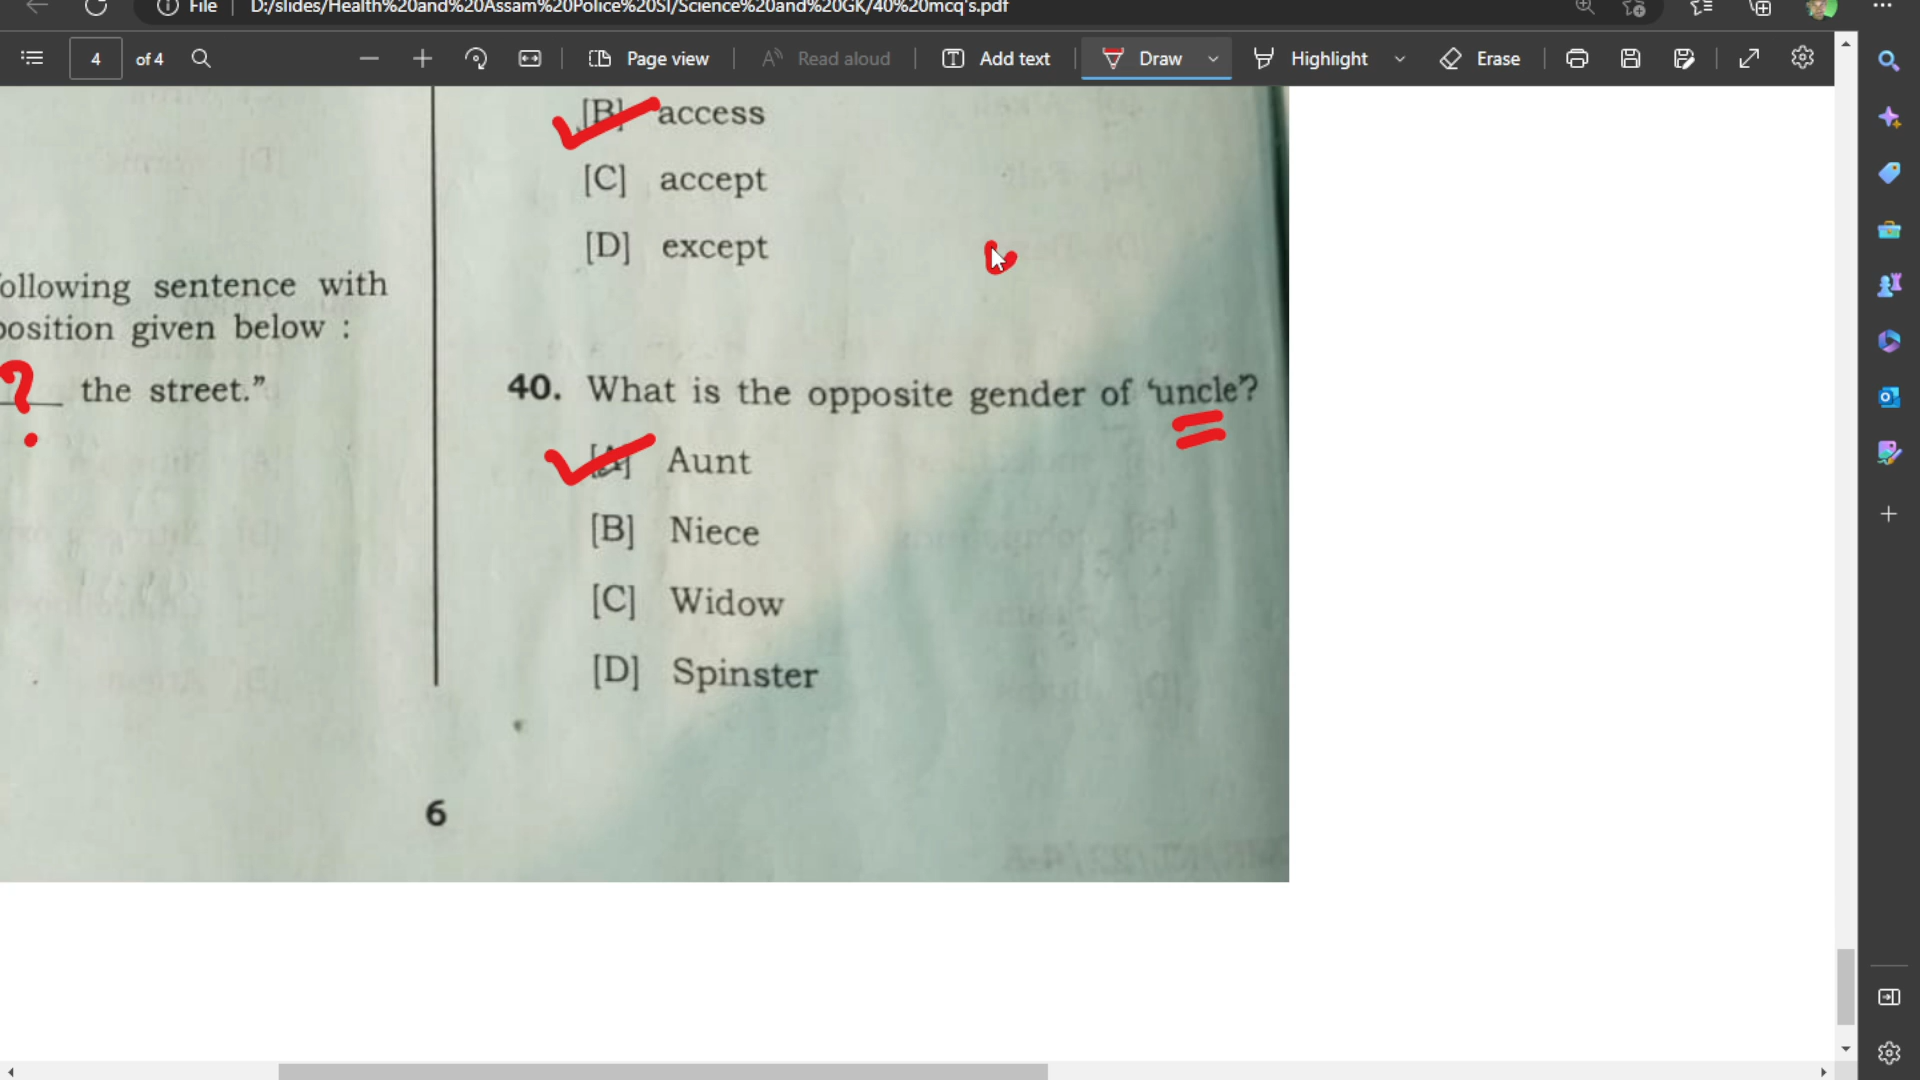 File
D:/slides/Health%20and%20Assam%20Police%20SI/Science%20and%20GK/40%20mcq's.pdf
4 of 4
Page view
Read aloud
Add text
Draw
Highlight
Erase
ollowing sentence with
position given below :
? the street.”
[B] access
[C] accept
[D] except
40. What is the opposite gender of ‘uncle’?
[A] Aunt
[B] Niece
[C] Widow
[D] Spinster
6